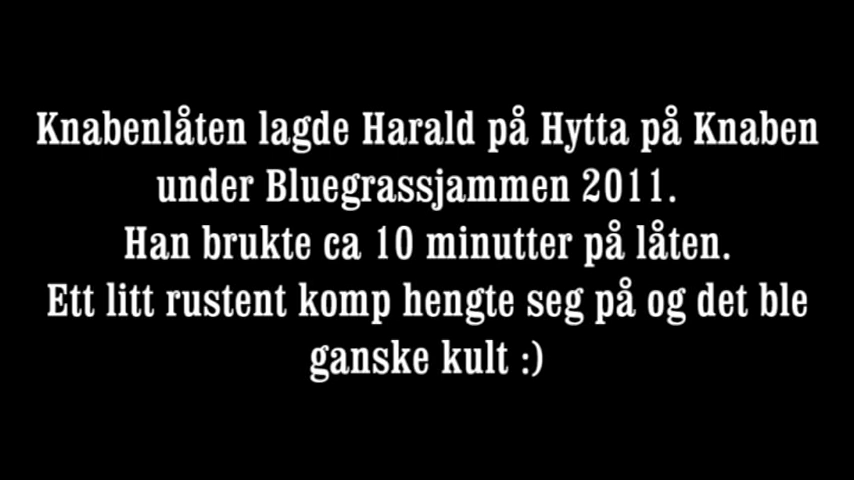 Knabenlåten lagde Harald på Hytta på Knaben
under Bluegrassjammen 2011.
Han brukte ca 10 minutter på låten.
Ett litt rustent komp hengte seg på og det ble
ganske kult :)